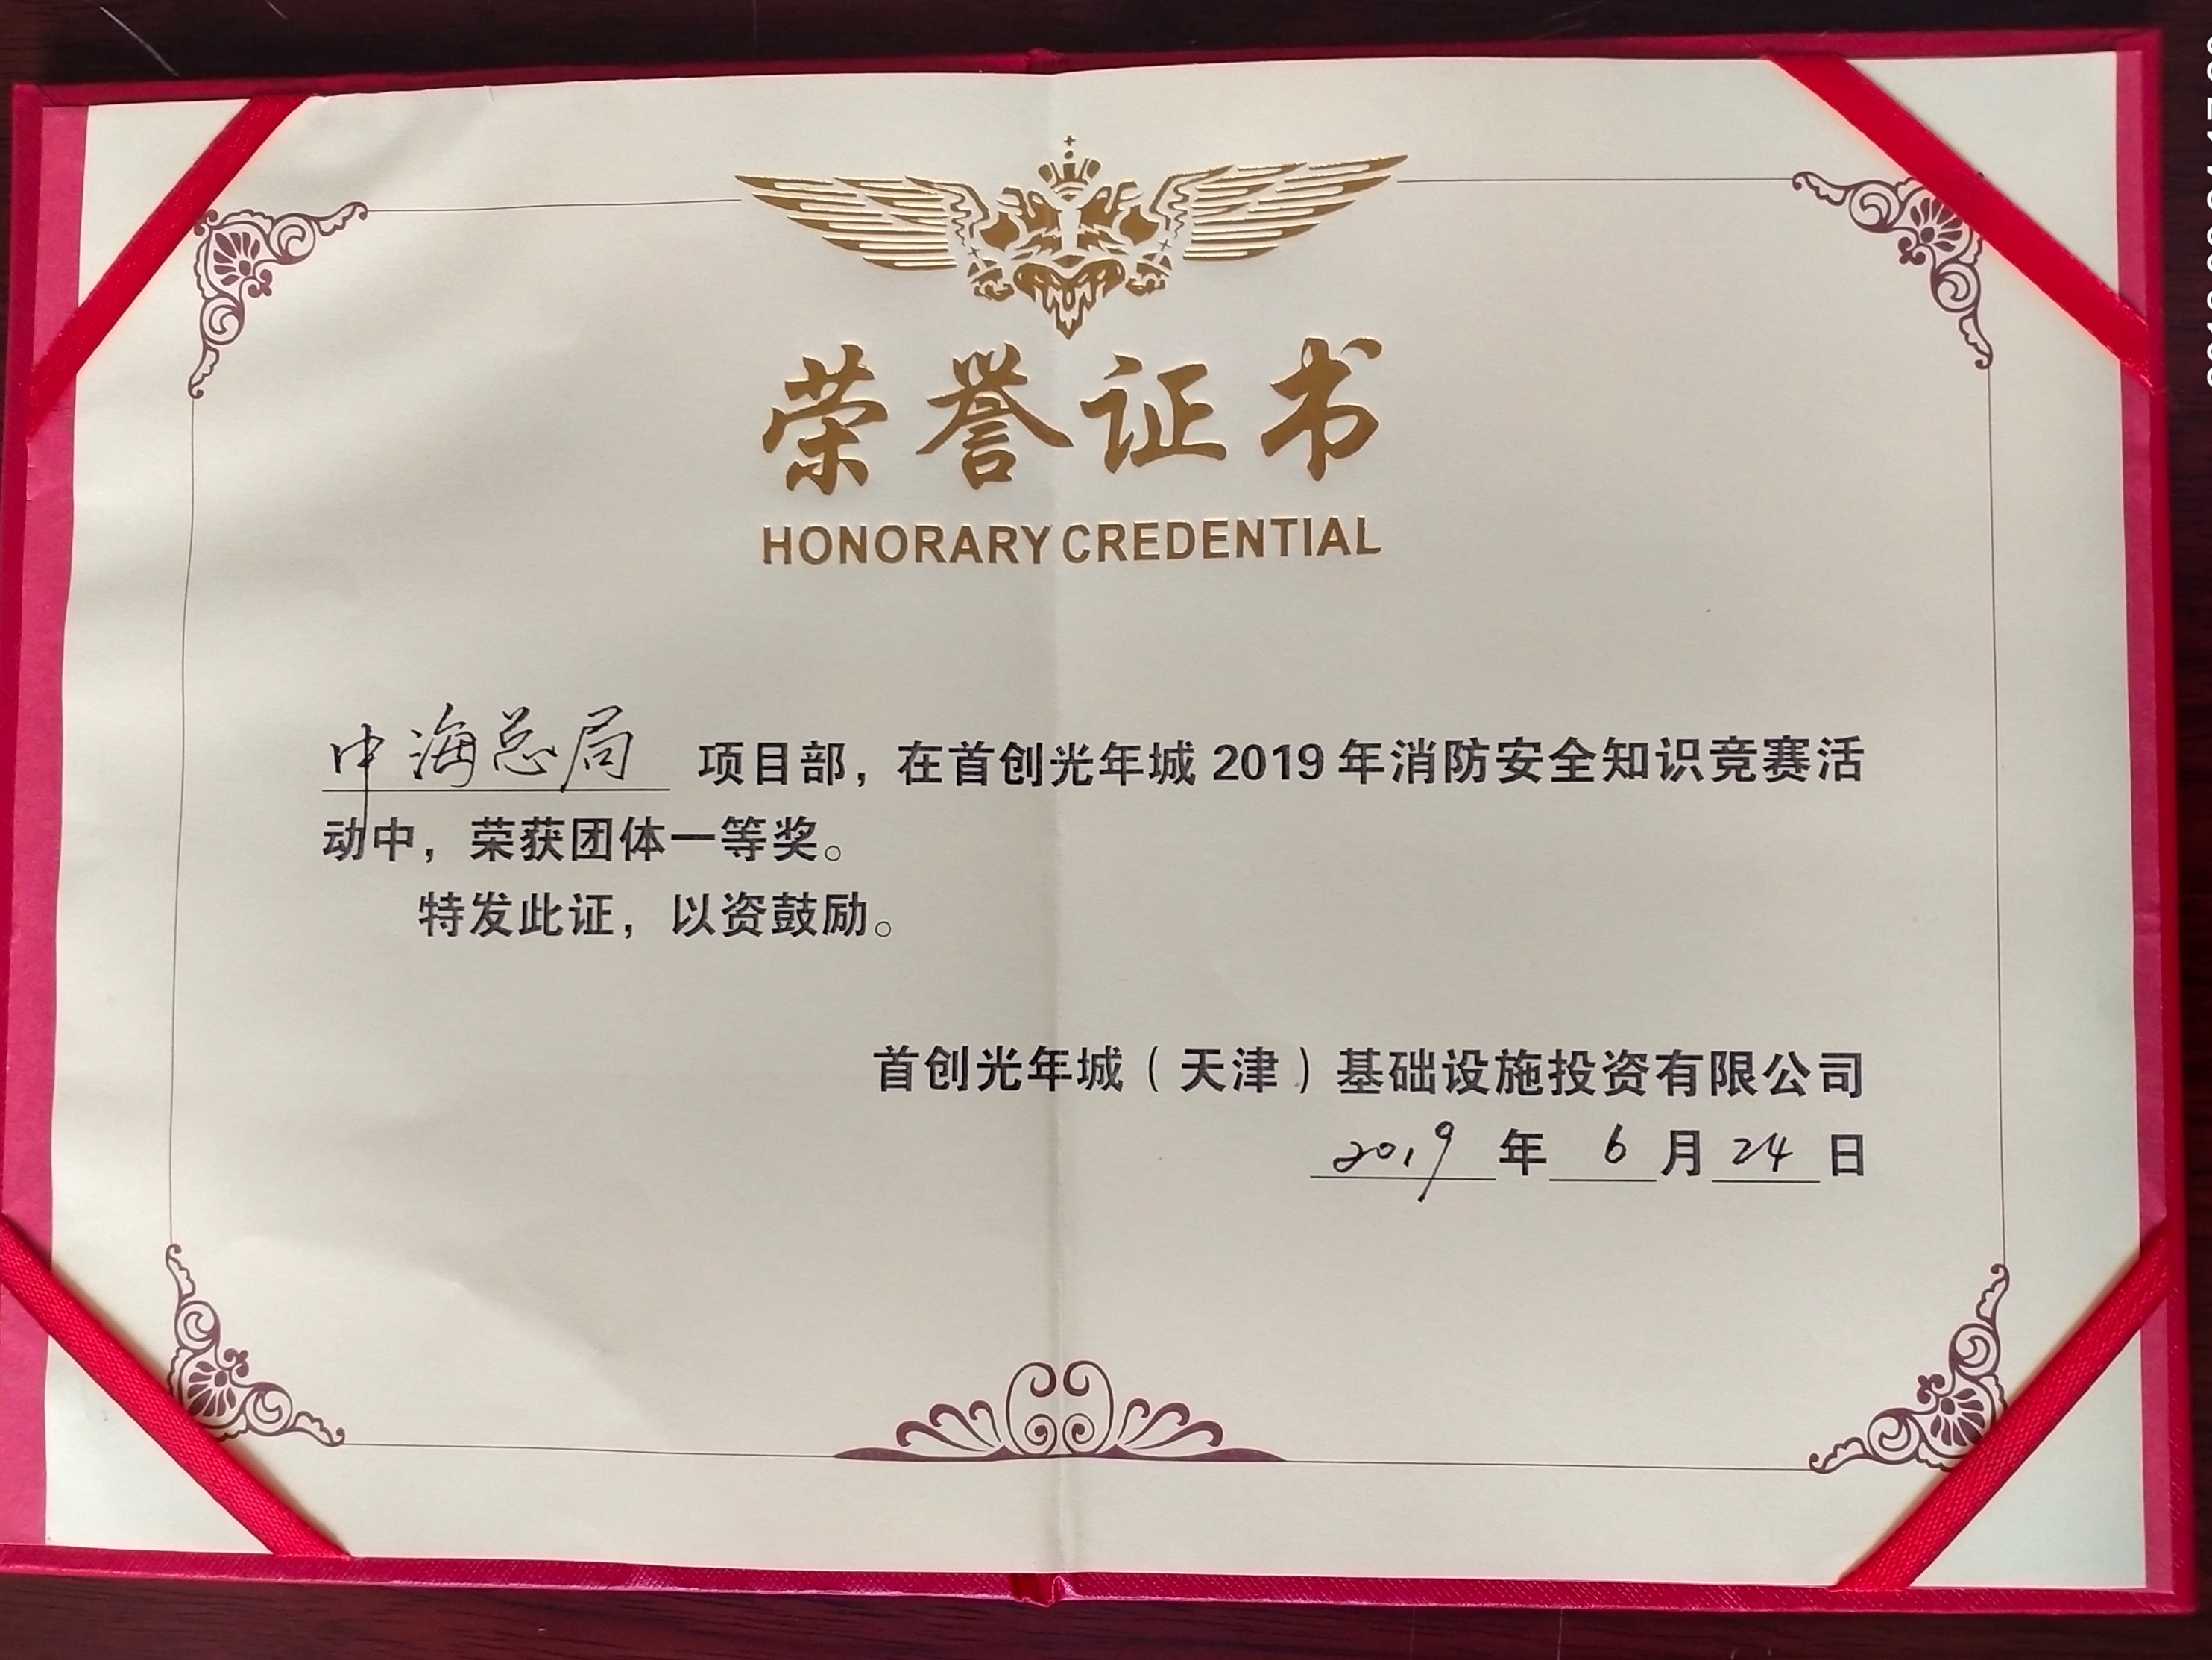 荣誉证书
HONORARY CREDENTIAL
中海总局 项目部，在首创光年城 2019 年消防安全知识竞赛活
动中，荣获团体一等奖。
特发此证，以资鼓励。
首创光年城（天津）基础设施投资有限公司
2019 年 6 月 24 日